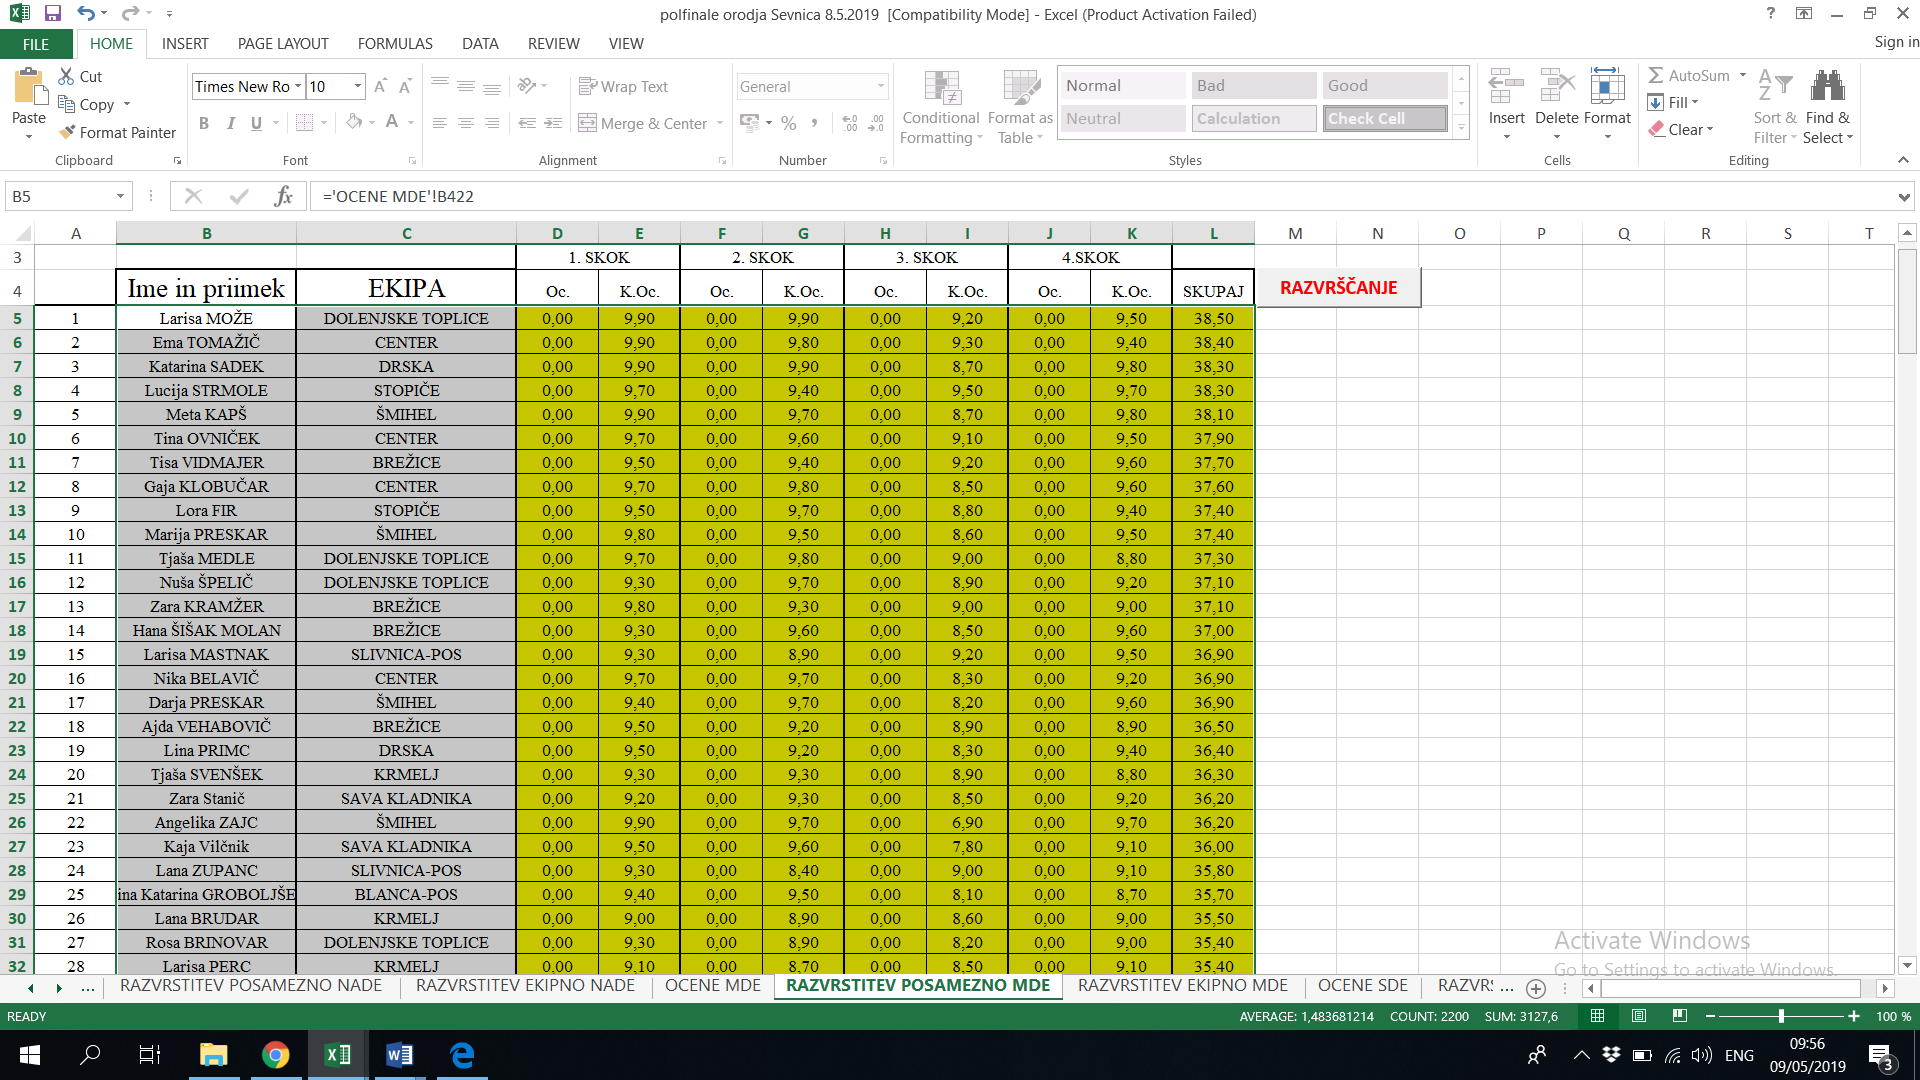 polfinale orodja Sevnica 8.5.2019 [Compatibility Mode] - Excel (Product Activation Failed)
FILE HOME INSERT PAGE LAYOUT FORMULAS DATA REVIEW VIEW Sign in
Cut
Copy
Format Painter
Paste
Clipboard
Times New Ro 10
B I U
Font
Wrap Text
Merge & Center
Alignment
General
Number
Conditional Formatting
Format as Table
Normal Bad Good
Neutral Calculation Check Cell
Styles
Insert Delete Format
Cells
AutoSum
Fill
Clear
Sort & Filter
Find & Select
Editing
B5 ='OCENE MDE'!B422
A B C D E F G H I J K L M N O P Q R S T
3 1. SKOK 2. SKOK 3. SKOK 4.SKOK
4 Ime in priimek EKIPA Oc. K.Oc. Oc. K.Oc. Oc. K.Oc. Oc. K.Oc. SKUPAJ RAZVRŠČANJE
5 1 Larisa MOŽE DOLENJSKE TOPLICE 0,00 9,90 0,00 9,90 0,00 9,20 0,00 9,50 38,50
6 2 Ema TOMAŽIČ CENTER 0,00 9,90 0,00 9,80 0,00 9,30 0,00 9,40 38,40
7 3 Katarina SADEK DRSKA 0,00 9,90 0,00 9,90 0,00 8,70 0,00 9,80 38,30
8 4 Lucija STRMOLE STOPIČE 0,00 9,70 0,00 9,40 0,00 9,50 0,00 9,70 38,30
9 5 Meta KAPŠ ŠMIHEL 0,00 9,90 0,00 9,70 0,00 8,70 0,00 9,80 38,10
10 6 Tina OVNIČEK CENTER 0,00 9,70 0,00 9,60 0,00 9,10 0,00 9,50 37,90
11 7 Tisa VIDMAJER BREŽICE 0,00 9,50 0,00 9,40 0,00 9,20 0,00 9,60 37,70
12 8 Gaja KLOBUČAR CENTER 0,00 9,70 0,00 9,80 0,00 8,50 0,00 9,60 37,60
13 9 Lora FIR STOPIČE 0,00 9,50 0,00 9,70 0,00 8,80 0,00 9,40 37,40
14 10 Marija PRESKAR ŠMIHEL 0,00 9,80 0,00 9,50 0,00 8,60 0,00 9,50 37,40
15 11 Tjaša MEDLE DOLENJSKE TOPLICE 0,00 9,70 0,00 9,80 0,00 9,00 0,00 8,80 37,30
16 12 Nuša ŠPELIČ DOLENJSKE TOPLICE 0,00 9,30 0,00 9,70 0,00 8,90 0,00 9,20 37,10
17 13 Zara KRAMŽER BREŽICE 0,00 9,80 0,00 9,30 0,00 9,00 0,00 9,00 37,10
18 14 Hana ŠIŠAK MOLAN BREŽICE 0,00 9,30 0,00 9,60 0,00 8,50 0,00 9,60 37,00
19 15 Larisa MASTNAK SLIVNICA-POS 0,00 9,30 0,00 8,90 0,00 9,20 0,00 9,50 36,90
20 16 Nika BELAVIČ CENTER 0,00 9,70 0,00 9,70 0,00 8,30 0,00 9,20 36,90
21 17 Darja PRESKAR ŠMIHEL 0,00 9,40 0,00 9,70 0,00 8,20 0,00 9,60 36,90
22 18 Ajda VEHABOVIČ BREŽICE 0,00 9,50 0,00 9,20 0,00 8,90 0,00 8,90 36,50
23 19 Lina PRIMC DRSKA 0,00 9,50 0,00 9,20 0,00 8,30 0,00 9,40 36,40
24 20 Tjaša SVENŠEK KRMELJ 0,00 9,30 0,00 9,30 0,00 8,90 0,00 8,80 36,30
25 21 Zara Stanič SAVA KLADNIKA 0,00 9,20 0,00 9,30 0,00 8,50 0,00 9,20 36,20
26 22 Angelika ZAJC ŠMIHEL 0,00 9,90 0,00 9,70 0,00 6,90 0,00 9,70 36,20
27 23 Kaja Vilčnik SAVA KLADNIKA 0,00 9,50 0,00 9,60 0,00 7,80 0,00 9,10 36,00
28 24 Lana ZUPANC SLIVNICA-POS 0,00 9,30 0,00 8,40 0,00 9,00 0,00 9,10 35,80
29 25 ina Katarina GROBOLJŠE BLANCA-POS 0,00 9,40 0,00 9,50 0,00 8,10 0,00 8,70 35,70
30 26 Lana BRUDAR KRMELJ 0,00 9,00 0,00 8,90 0,00 8,60 0,00 9,00 35,50
31 27 Rosa BRINOVAR DOLENJSKE TOPLICE 0,00 9,30 0,00 8,90 0,00 8,20 0,00 9,00 35,40
32 28 Larisa PERC KRMELJ 0,00 9,10 0,00 8,70 0,00 8,50 0,00 9,10 35,40
Activate Windows
Go to Settings to activate Windows.
... RAZVRSTITEV POSAMEZNO NADE RAZVRSTITEV EKIPNO NADE OCENE MDE RAZVRSTITEV POSAMEZNO MDE RAZVRSTITEV EKIPNO MDE OCENE SDE RAZVRS ...
READY AVERAGE: 1,483681214 COUNT: 2200 SUM: 3127,6 100 %
ENG 09:56
09/05/2019 3